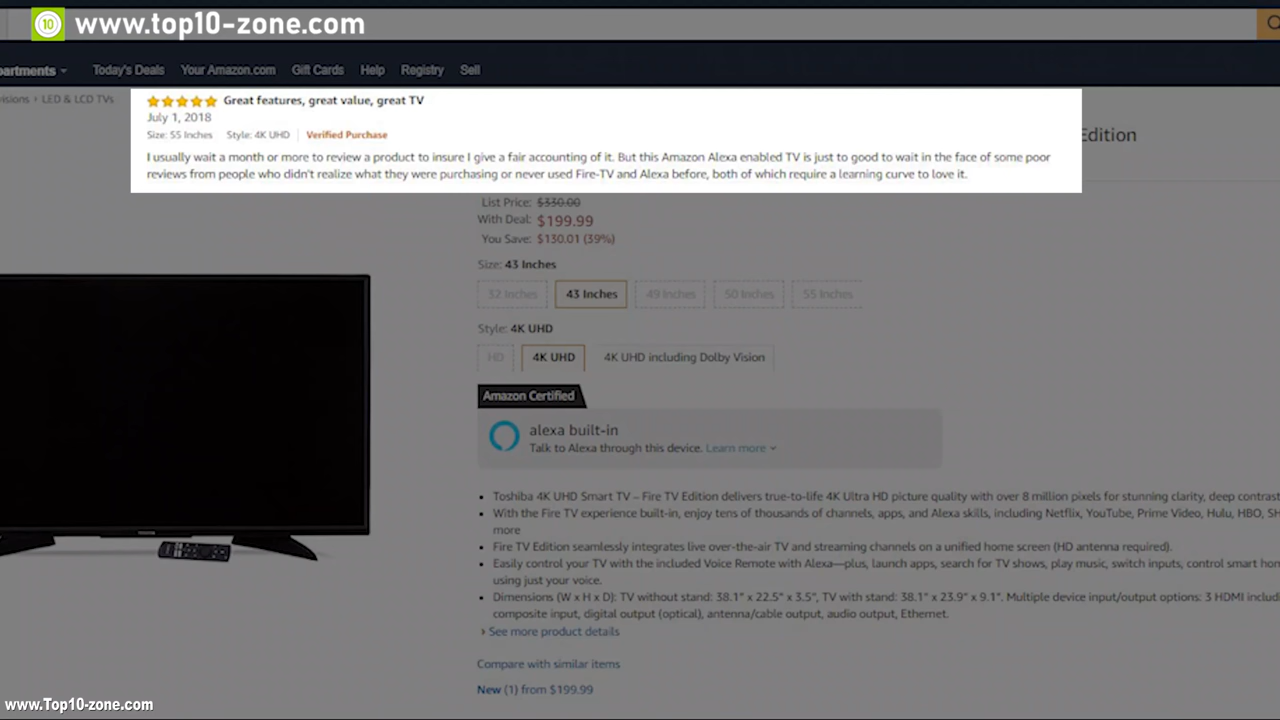 10 www.top10-zone.com
partments
Today's Deals Your Amazon.com Gift Cards Help Registry Sell
visions › LED & LCD TVs
Great features, great value, great TV
July 1, 2018
Size: 55 Inches Style: 4K UHD Verified Purchase
I usually wait a month or more to review a product to insure I give a fair accounting of it. But this Amazon Alexa enabled TV is just to good to wait in the face of some poor
reviews from people who didn't realize what they were purchasing or never used Fire-TV and Alexa before, both of which require a learning curve to love it.
Edition
List Price: $330.00
With Deal: $199.99
You Save: $130.01 (39%)
Size: 43 Inches
32 Inches 43 Inches 49 Inches 50 Inches 55 Inches
Style: 4K UHD
HD 4K UHD 4K UHD including Dolby Vision
Amazon Certified
alexa built-in
Talk to Alexa through this device. Learn more
• Toshiba 4K UHD Smart TV – Fire TV Edition delivers true-to-life 4K Ultra HD picture quality with over 8 million pixels for stunning clarity, deep contrast
• With the Fire TV experience built-in, enjoy tens of thousands of channels, apps, and Alexa skills, including Netflix, YouTube, Prime Video, Hulu, HBO, SH
more
• Fire TV Edition seamlessly integrates live over-the-air TV and streaming channels on a unified home screen (HD antenna required).
• Easily control your TV with the included Voice Remote with Alexa—plus, launch apps, search for TV shows, play music, switch inputs, control smart hom
using just your voice.
• Dimensions (W x H x D): TV without stand: 38.1" x 22.5" x 3.5", TV with stand: 38.1" x 23.9" x 9.1". Multiple device input/output options: 3 HDMI includi
composite input, digital output (optical), antenna/cable output, audio output, Ethernet.
› See more product details
Compare with similar items
New (1) from $199.99
www.Top10-zone.com